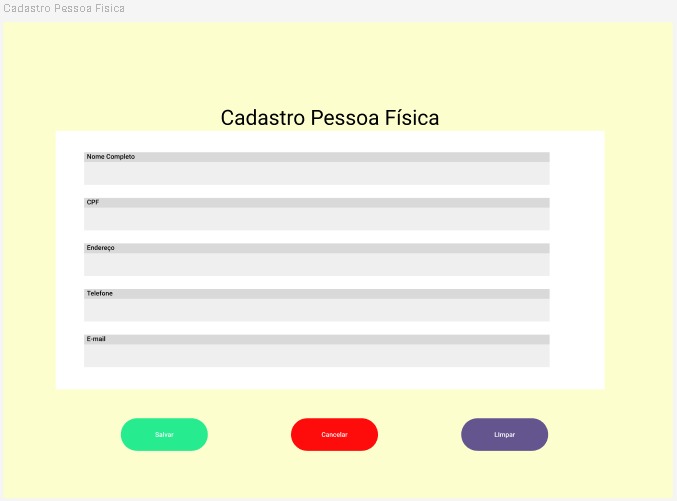 Cadastro Pessoa Fisica
Cadastro Pessoa Física
Nome Completo
CPF
Endereço
Telefone
E-mail
Salvar
Cancelar
Limpar